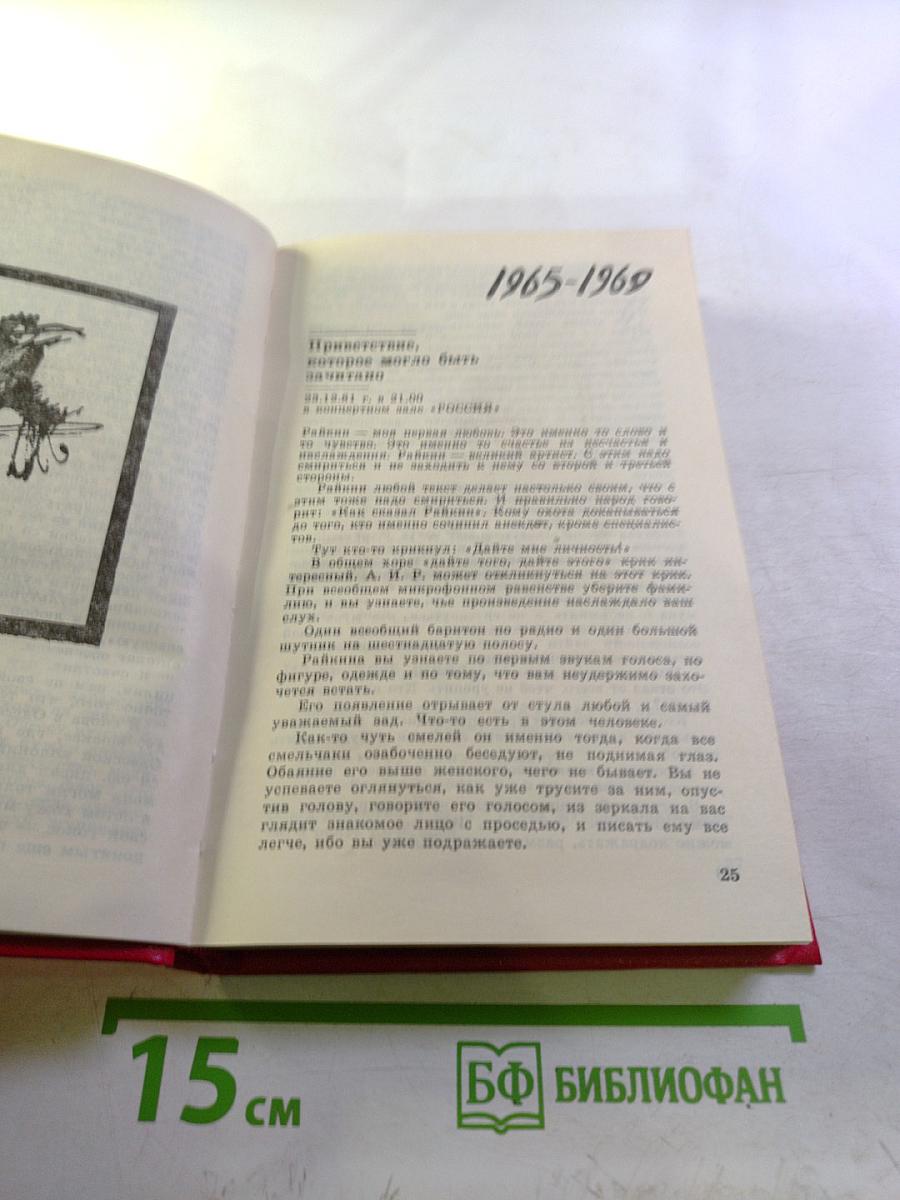 1965-1969
Приветствие,
которое могло быть
зачитано
23.12.81 г. в 21.00
в концертном зале «РОССИЯ»
Райкин — моя первая любовь. Это именно то слово и
то чувство. Это именно то счастье из несчастья и
наслаждения. Райкин — великий артист. С этим надо
смириться и не заходить к нему со второй и третьей
стороны.
Райкин любой текст делает настолько своим, что с
этим тоже надо смириться. И правильно народ гово-
рит: «Как сказал Райкин». Кому охота докапываться
до того, кто именно сочинил анекдот, кроме специалис-
тов.
Тут кто-то крикнул: «Дайте мне личность!»
В общем хоре «дайте того, дайте этого» крик ин-
тересный. А. И. Р. может откликнуться на этот крик.
При всеобщем микрофонном равенстве уберите фами-
лию, и вы узнаете, чье произведение наслаждало ваш
слух.
Один всеобщий баритон по радио и один большой
шутник на шестнадцатую полосу.
Райкина вы узнаете по первым звукам голоса, по
фигуре, одежде и по тому, что вам неудержимо захо-
чется встать.
Его появление отрывает от стула любой и самый
уважаемый зад. Что-то есть в этом человеке.
Как-то чуть смелей он именно тогда, когда все
смельчаки озабоченно беседуют, не поднимая глаз.
Обаяние его выше женского, чего не бывает. Вы не
успеваете оглянуться, как уже трусите за ним, опус-
тив голову, говорите его голосом, из зеркала на вас
глядит знакомое лицо с проседью, и писать ему все
легче, ибо вы уже подражаете.
25
15 см
БФ БИБЛИОФАН